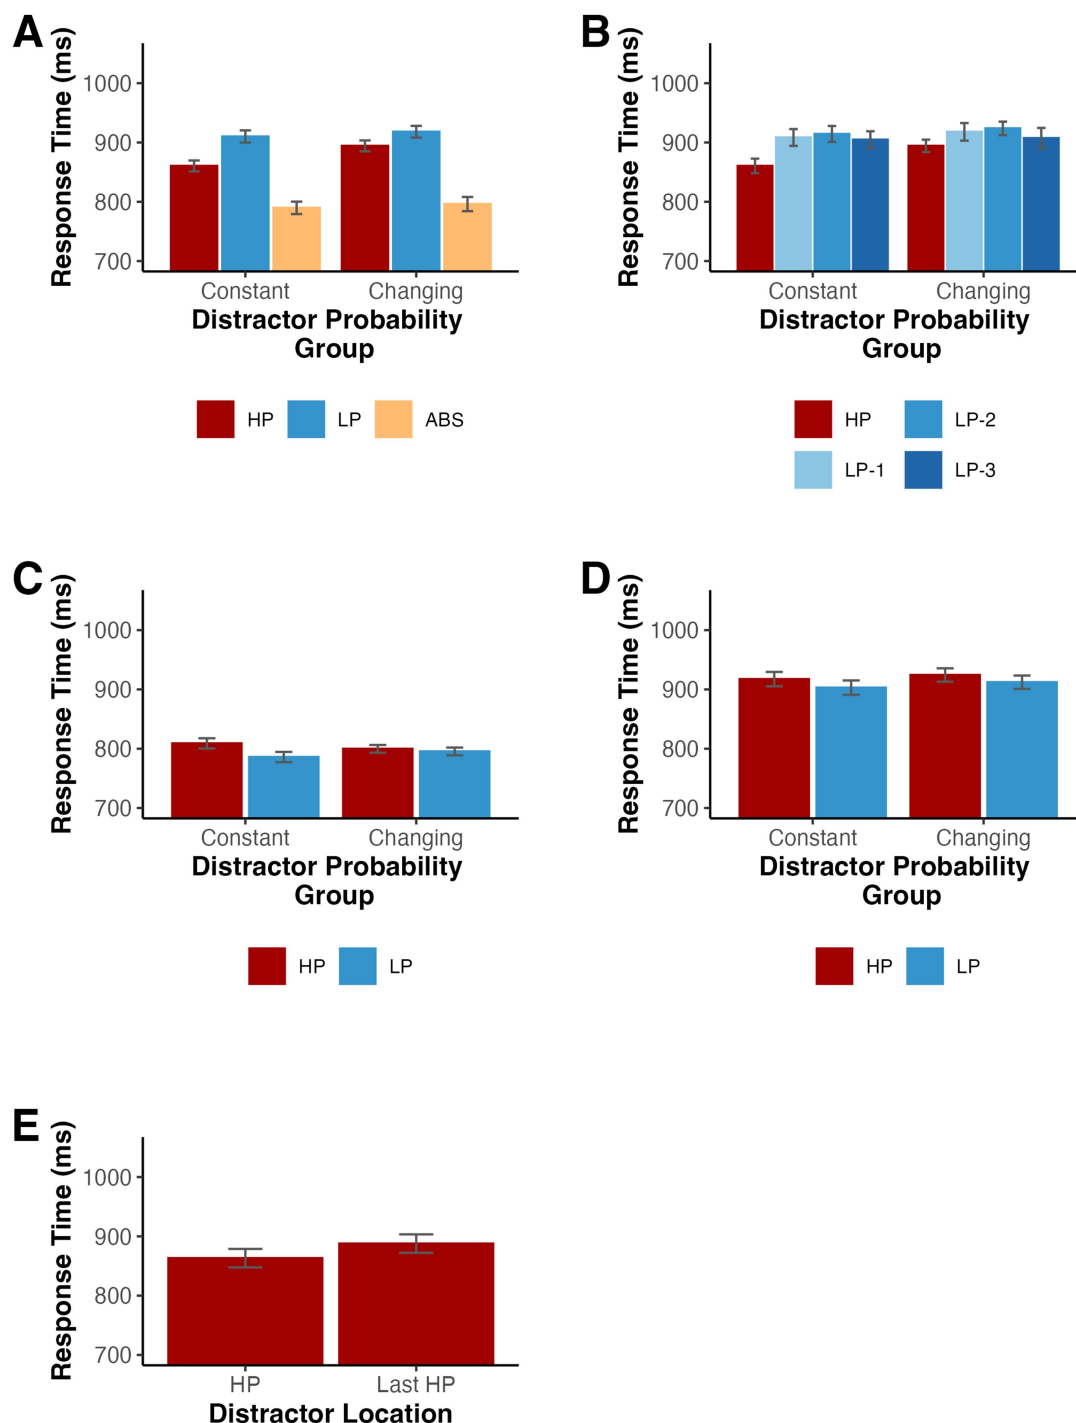 A
Response Time (ms)
1000
900
800
700
Constant Changing
Distractor Probability
Group
HP LP ABS
B
Response Time (ms)
1000
900
800
700
Constant Changing
Distractor Probability
Group
HP LP-2
LP-1 LP-3
C
Response Time (ms)
1000
900
800
700
Constant Changing
Distractor Probability
Group
HP LP
D
Response Time (ms)
1000
900
800
700
Constant Changing
Distractor Probability
Group
HP LP
E
Response Time (ms)
1000
900
800
700
HP Last HP
Distractor Location